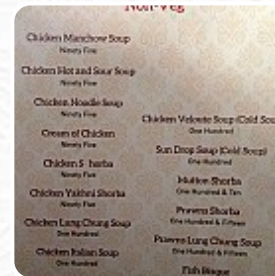 Non-Veg
Chicken Manchow Soup
Ninety Five
Chicken Hot and Sour Soup
Ninety Five
Chicken Noodle Soup
Ninety Five
Cream of Chicken
Ninety Five
Chicken S herba
Ninety Five
Chicken Yakhni Shorba
Ninety Five
Chicken Lung Chung Soup
One Hundred
Chicken Italian Soup
One Hundred
Chicken Veloute Soup (Cold Sou
One Hundred
Sun Drop Soup (Cold Soup)
One Hundred
Mutton Shorba
One Hundred & Ten
Prawns Shorba
One Hundred & Fifteen
Prawns Lung Chung Soup
One Hundred & Fifteen
Fish Bisque